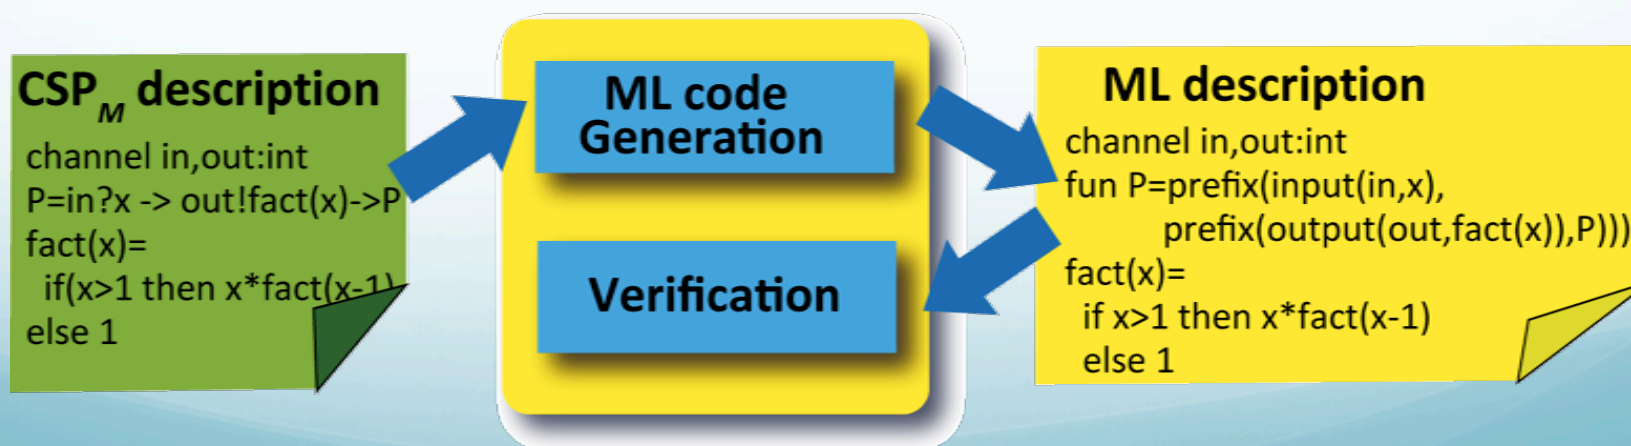 CSPM description
channel in,out:int
P=in?x -> out!fact(x)->P
fact(x)=
if(x>1 then x*fact(x-1)
else 1
ML code
Generation
Verification
ML description
channel in,out:int
fun P=prefix(input(in,x),
prefix(output(out,fact(x)),P)))
fact(x)=
if x>1 then x*fact(x-1)
else 1